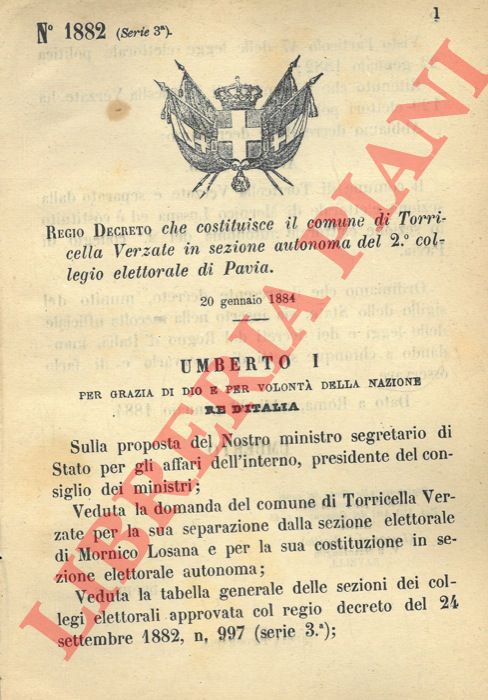 1
N° 1882 (Serie 3ª).
REGIO DECRETO che costituisce il comune di Torri-
cella Verzate in sezione autonoma del 2.° col-
legio elettorale di Pavia.
20 gennaio 1884
UMBERTO I
PER GRAZIA DI DIO E PER VOLONTÀ DELLA NAZIONE
RE D'ITALIA
Sulla proposta del Nostro ministro segretario di
Stato per gli affari dell'interno, presidente del con-
siglio dei ministri;
Veduta la domanda del comune di Torricella Ver-
zate per la sua separazione dalla sezione elettorale
di Mornico Losana e per la sua costituzione in se-
zione elettorale autonoma;
Veduta la tabella generale delle sezioni dei col-
legi elettorali approvata col regio decreto del 24
settembre 1882, n, 997 (serie 3.ª);
LIBRERIA PIANI